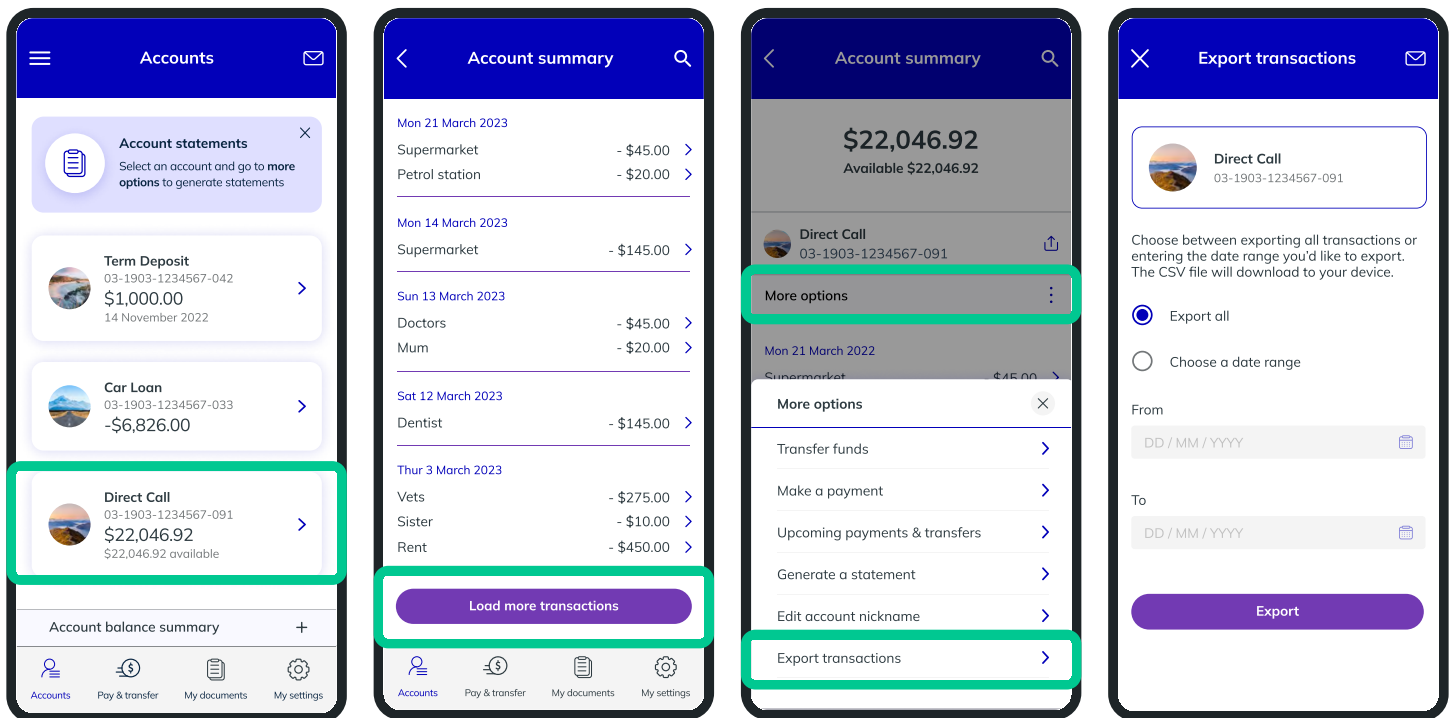 Accounts
Account statements
Select an account and go to more
options to generate statements
Term Deposit
03-1903-1234567-042
$1,000.00
14 November 2022
Car Loan
03-1903-1234567-033
-$6,826.00
Direct Call
03-1903-1234567-091
$22,046.92
$22,046.92 available
Account balance summary
Accounts Pay & transfer My documents My settings
Account summary
Mon 21 March 2023
Supermarket - $45.00
Petrol station - $20.00
Mon 14 March 2023
Supermarket - $145.00
Sun 13 March 2023
Doctors - $45.00
Mum - $20.00
Sat 12 March 2023
Dentist - $145.00
Thur 3 March 2023
Vets - $275.00
Sister - $10.00
Rent - $450.00
Load more transactions
Accounts Pay & transfer My documents My settings
Account summary
$22,046.92
Available $22,046.92
Direct Call
03-1903-1234567-091
More options
Mon 21 March 2022
Supermarket - $45.00
More options
Transfer funds
Make a payment
Upcoming payments & transfers
Generate a statement
Edit account nickname
Export transactions
Export transactions
Direct Call
03-1903-1234567-091
Choose between exporting all transactions or
entering the date range you’d like to export.
The CSV file will download to your device.
Export all
Choose a date range
From
DD / MM / YYYY
To
DD / MM / YYYY
Export